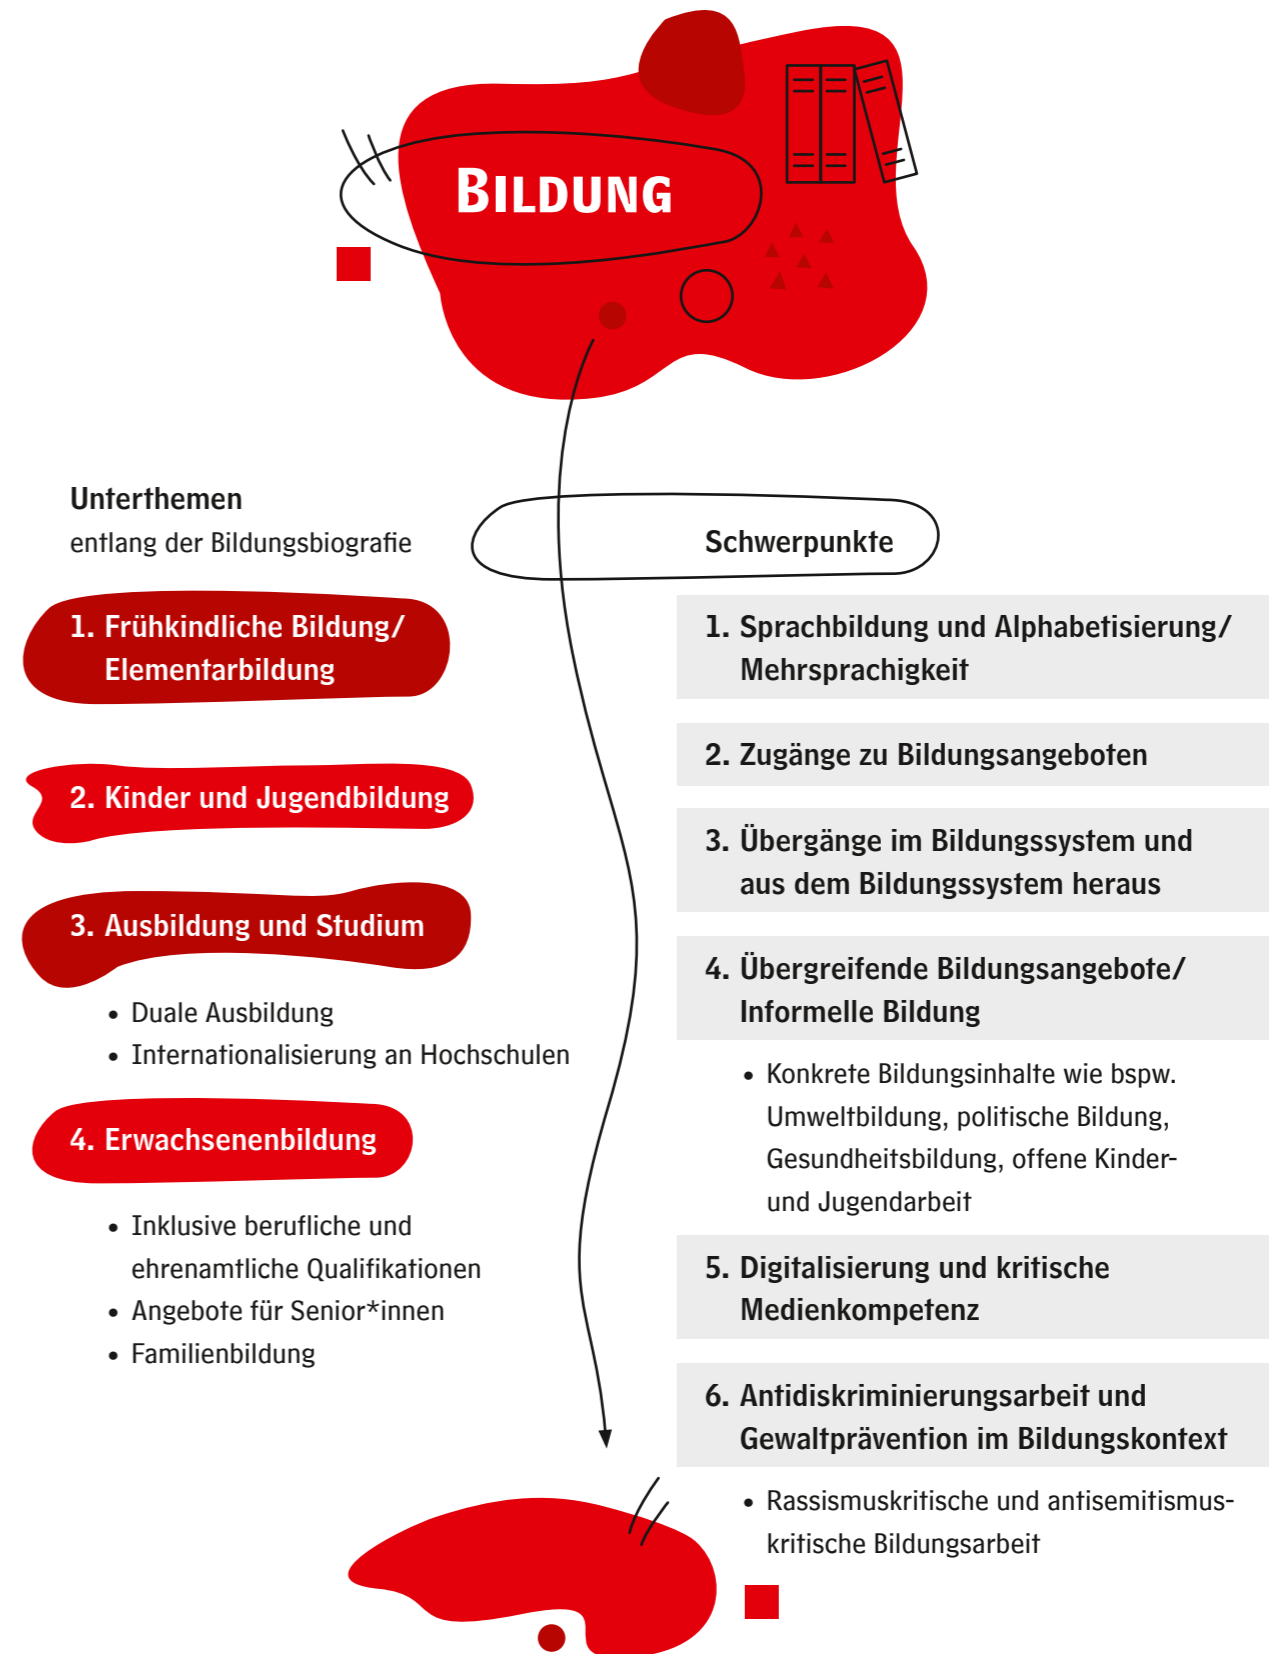 BILDUNG
Unterthemen
entlang der Bildungsbiografie
1. Frühkindliche Bildung/
Elementarbildung
2. Kinder und Jugendbildung
3. Ausbildung und Studium
• Duale Ausbildung
• Internationalisierung an Hochschulen
4. Erwachsenenbildung
• Inklusive berufliche und
ehrenamtliche Qualifikationen
• Angebote für Senior*innen
• Familienbildung
Schwerpunkte
1. Sprachbildung und Alphabetisierung/
Mehrsprachigkeit
2. Zugänge zu Bildungsangeboten
3. Übergänge im Bildungssystem und
aus dem Bildungssystem heraus
4. Übergreifende Bildungsangebote/
Informelle Bildung
• Konkrete Bildungsinhalte wie bspw.
Umweltbildung, politische Bildung,
Gesundheitsbildung, offene Kinder-
und Jugendarbeit
5. Digitalisierung und kritische
Medienkompetenz
6. Antidiskriminierungsarbeit und
Gewaltprävention im Bildungskontext
• Rassismuskritische und antisemitismus-
kritische Bildungsarbeit